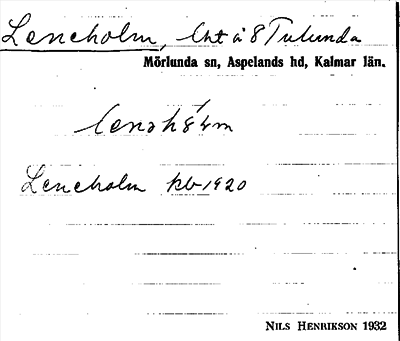 Leneholm, lht å 8 Tulunda
Mörlunda sn, Aspelands hd, Kalmar län.
Leneholm kb 1920
NILS HENRIKSON 1932